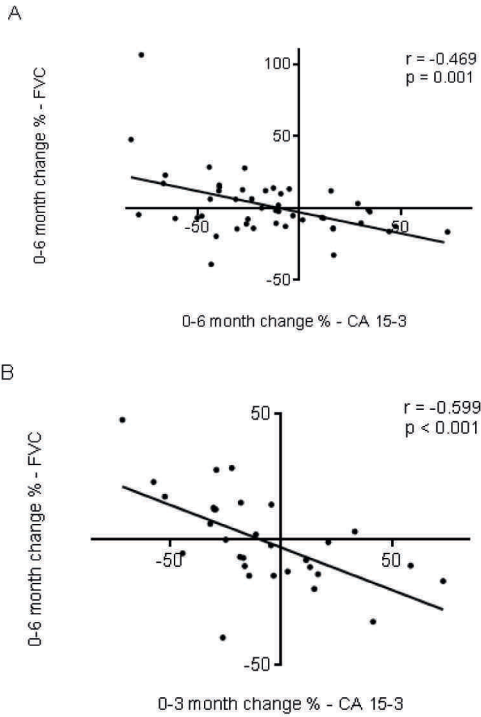 A
0-6 month change % - FVC
r = -0.469
p = 0.001
100
50
-50
50
-50
0-6 month change % - CA 15-3
B
0-6 month change % - FVC
r = -0.599
p < 0.001
50
-50
50
-50
0-3 month change % - CA 15-3